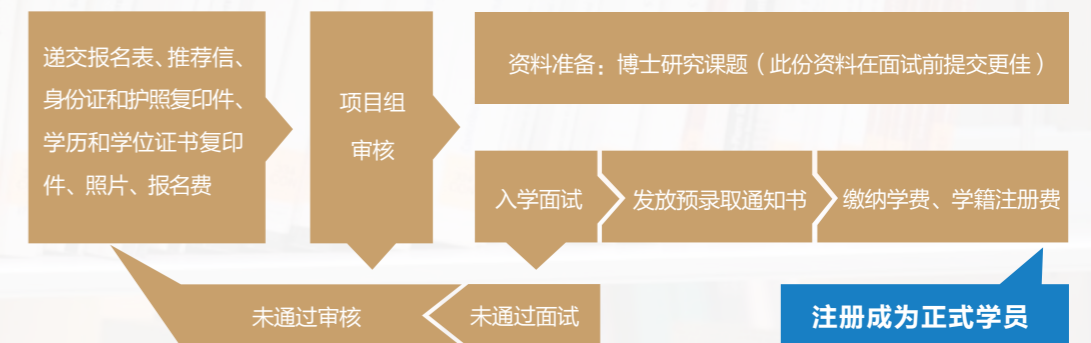 递交报名表、推荐信、
身份证和护照复印件、
学历和学位证书复印
件、照片、报名费
项目组
审核
资料准备：博士研究课题（此份资料在面试前提交更佳）
入学面试
发放预录取通知书
缴纳学费、学籍注册费
未通过审核
未通过面试
注册成为正式学员